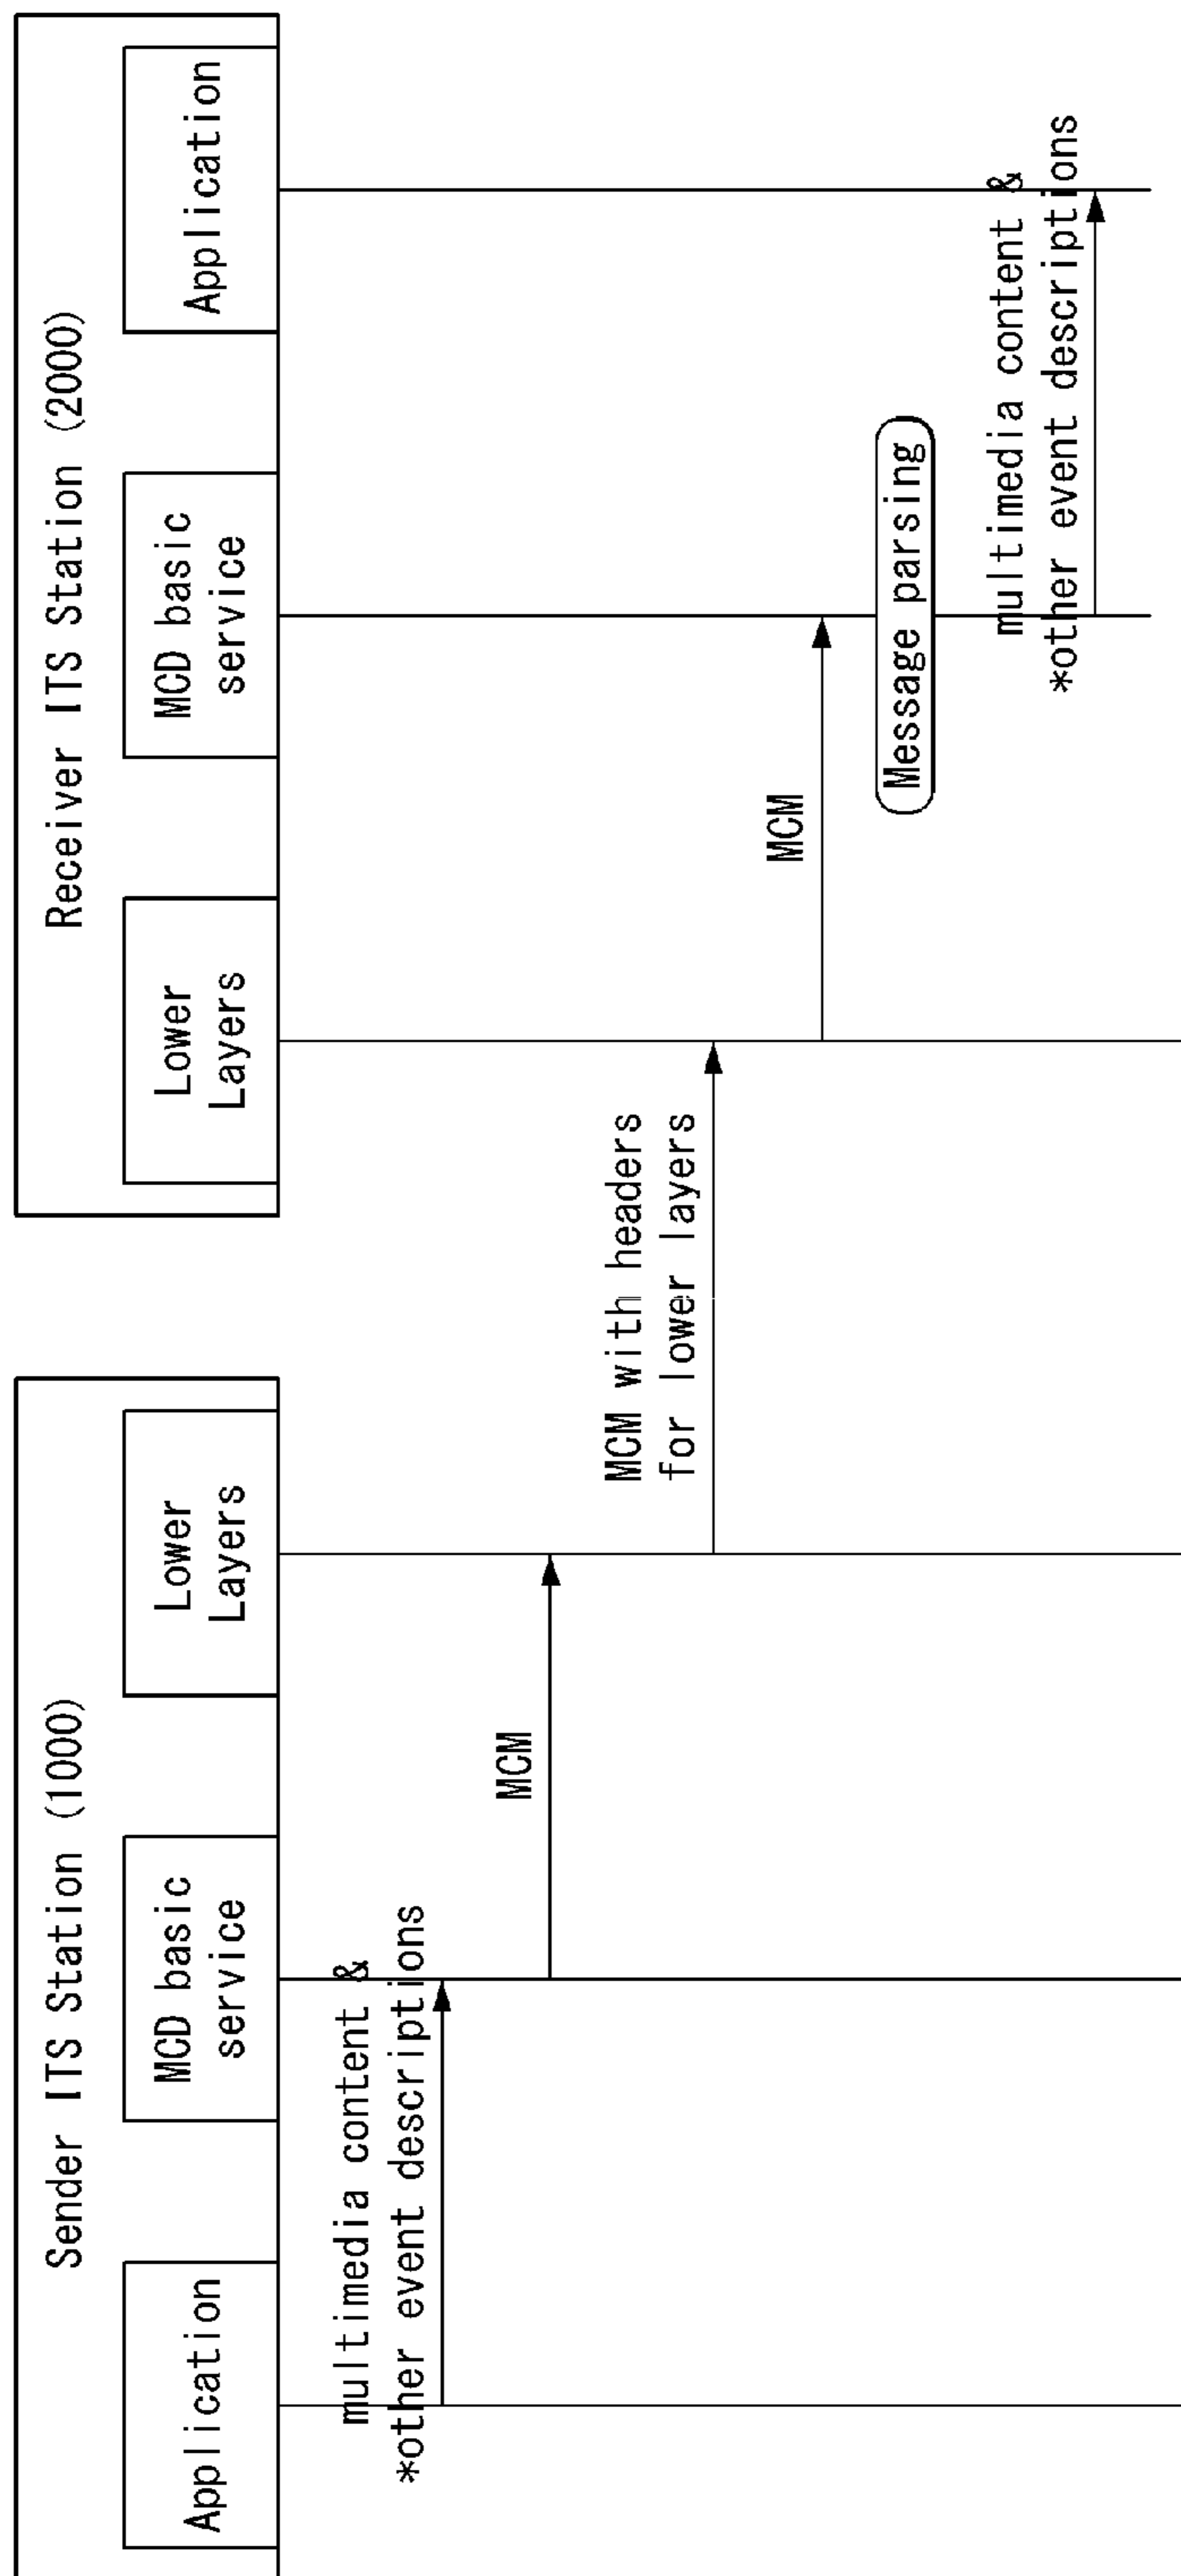 Sender ITS Station (1000)
Application
MCD basic
service
Lower
Layers
Receiver ITS Station (2000)
Lower
Layers
MCD basic
service
Application
multimedia content &
*other event descriptions
MCM
MCM with headers
for lower layers
MCM
Message parsing
multimedia content &
*other event descriptions